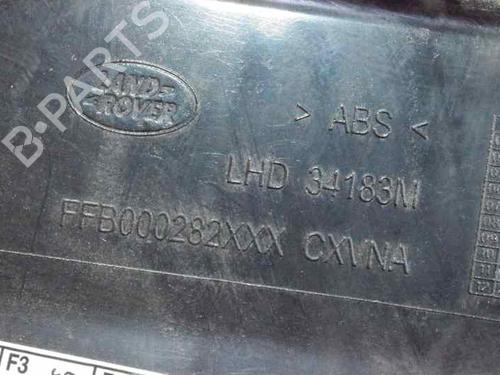 B-PARTS
LAND-
-ROVER
> ABS <
LHD 34183M
FFB000282XXX CXVNA
F3